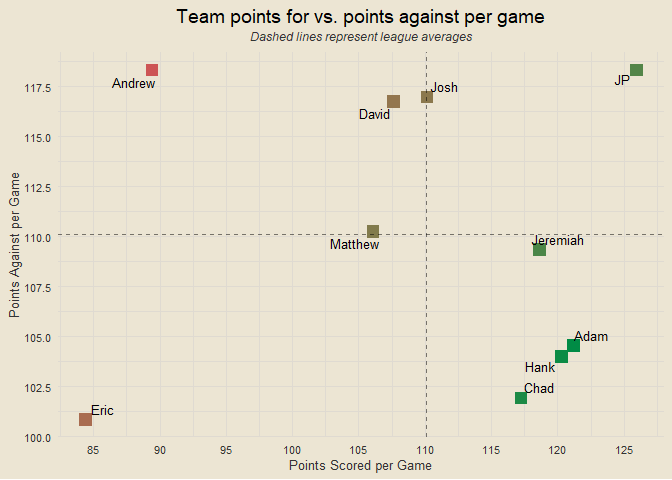 Team points for vs. points against per game
Dashed lines represent league averages
Points Against per Game
117.5
115.0
112.5
110.0
107.5
105.0
102.5
100.0
Andrew
JP
Josh
David
Matthew
Jeremiah
Adam
Hank
Chad
Eric
85 90 95 100 105 110 115 120 125
Points Scored per Game